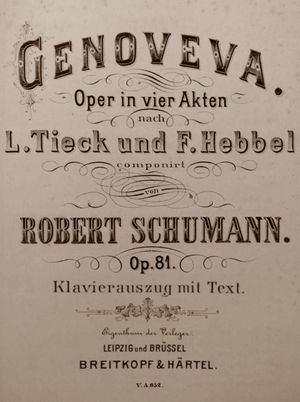 GENOVEVA.
Oper in vier Akten
nach
L. Tieck und F. Hebbel
componirt
von
ROBERT SCHUMANN.
Op. 81.
Klavierauszug mit Text.
Eigenthum der Verleger.
LEIPZIG und BRÜSSEL
BREITKOPF & HÄRTEL.
V. A. 652.